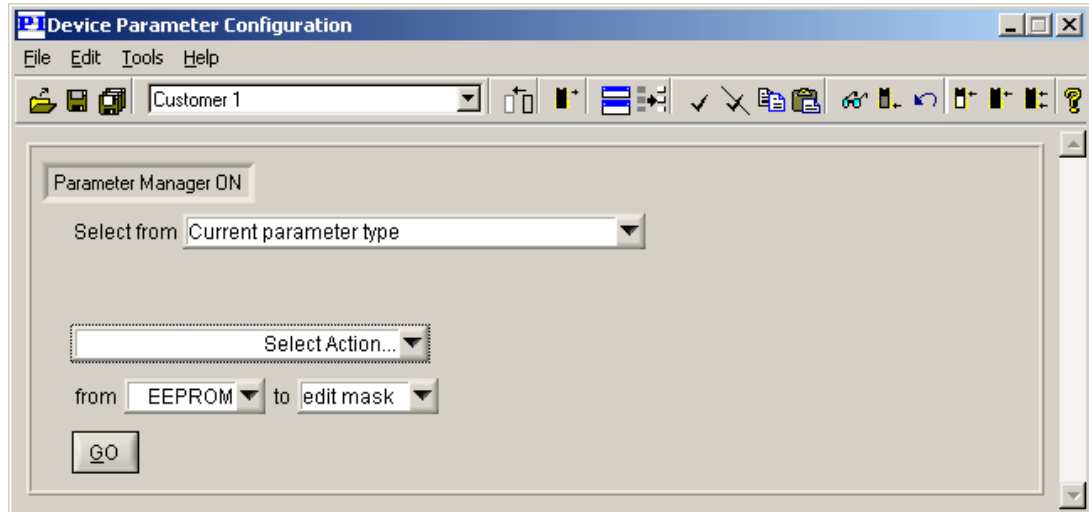 PI Device Parameter Configuration
File Edit Tools Help
Customer 1
Parameter Manager ON
Select from Current parameter type
Select Action...
from EEPROM to edit mask
GO